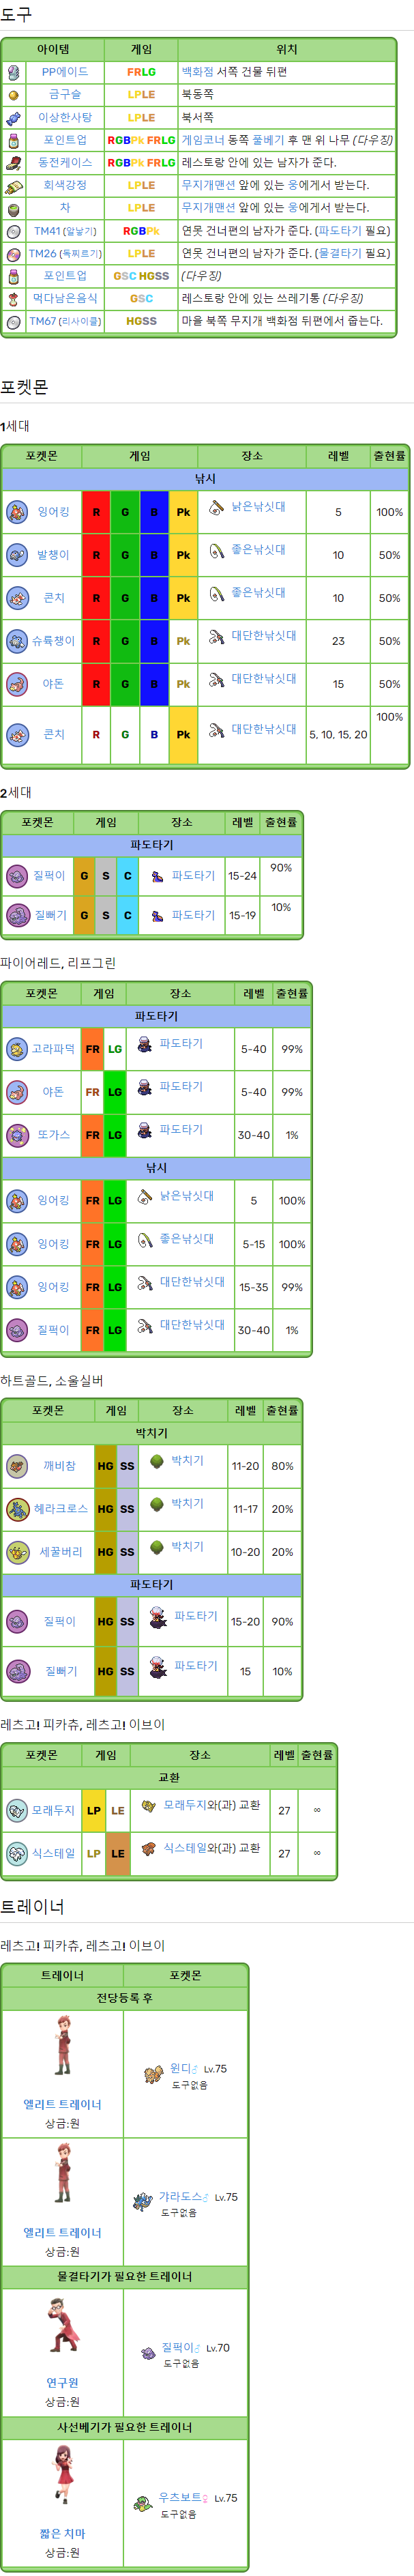 도구
아이템 게임 위치
PP에이드 FRLG 백화점 서쪽 건물 뒤편
금구슬 LPLE 북동쪽
이상한사탕 LPLE 북서쪽
포인트업 RGBPk FRLG 게임코너 동쪽 풀베기 후 맨 위 나무 (다우징)
동전케이스 RGBPk FRLG 레스토랑 안에 있는 남자가 준다.
회색강정 LPLE 무지개맨션 앞에 있는 웅에게서 받는다.
차 LPLE 무지개맨션 앞에 있는 웅에게서 받는다.
TM41 (알낳기) RGBPk 연못 건너편의 남자가 준다. (파도타기 필요)
TM26 (독찌르기) LPLE 연못 건너편의 남자가 준다. (물결타기 필요)
포인트업 GSC HGSS (다우징)
먹다남은음식 GSC 레스토랑 안에 있는 쓰레기통 (다우징)
TM67 (리사이클) HGSS 마을 북쪽 무지개 백화점 뒤편에서 줍는다.
포켓몬
1세대
포켓몬 게임 장소 레벨 출현률
낚시
잉어킹 R G B Pk 낡은낚싯대 5 100%
발챙이 R G B Pk 좋은낚싯대 10 50%
콘치 R G B Pk 좋은낚싯대 10 50%
슈륙챙이 R G B Pk 대단한낚싯대 23 50%
야돈 R G B Pk 대단한낚싯대 15 50%
콘치 R G B Pk 대단한낚싯대 5, 10, 15, 20 100%
2세대
포켓몬 게임 장소 레벨 출현률
파도타기
질퍽이 G S C 파도타기 15-24 90%
질뻐기 G S C 파도타기 15-19 10%
파이어레드, 리프그린
포켓몬 게임 장소 레벨 출현률
파도타기
고라파덕 FR LG 파도타기 5-40 99%
야돈 FR LG 파도타기 5-40 99%
또가스 FR LG 파도타기 30-40 1%
낚시
잉어킹 FR LG 낡은낚싯대 5 100%
잉어킹 FR LG 좋은낚싯대 5-15 100%
잉어킹 FR LG 대단한낚싯대 15-35 99%
질퍽이 FR LG 대단한낚싯대 30-40 1%
하트골드, 소울실버
포켓몬 게임 장소 레벨 출현률
박치기
깨비참 HG SS 박치기 11-20 80%
헤라크로스 HG SS 박치기 11-17 20%
세꿀버리 HG SS 박치기 10-20 20%
파도타기
질퍽이 HG SS 파도타기 15-20 90%
질뻐기 HG SS 파도타기 15 10%
레츠고! 피카츄, 레츠고! 이브이
포켓몬 게임 장소 레벨 출현률
교환
모래두지 LP LE 모래두지와(과) 교환 27 ∞
식스테일 LP LE 식스테일와(과) 교환 27 ∞
트레이너
레츠고! 피카츄, 레츠고! 이브이
트레이너 포켓몬
전당등록 후
윈디♂ Lv.75
도구없음
엘리트 트레이너
상금:원
갸라도스♂ Lv.75
도구없음
엘리트 트레이너
상금:원
물결타기가 필요한 트레이너
질퍽이♂ Lv.70
도구없음
연구원
상금:원
사선베기가 필요한 트레이너
우츠보트♀ Lv.75
도구없음
짧은 치마
상금:원